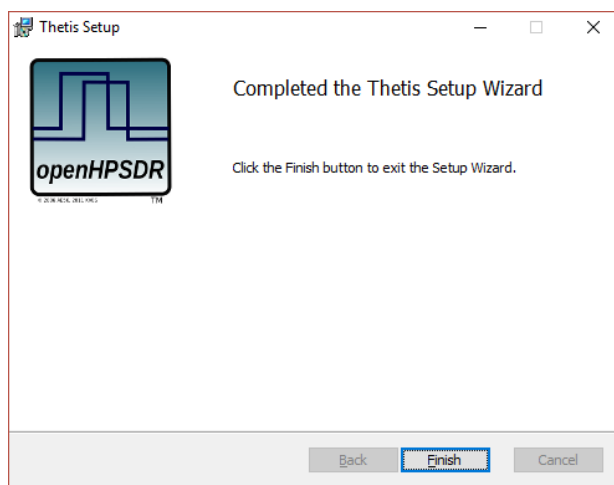 Thetis Setup
Completed the Thetis Setup Wizard
openHPSDR
Click the Finish button to exit the Setup Wizard.
TM
Back
Finish
Cancel